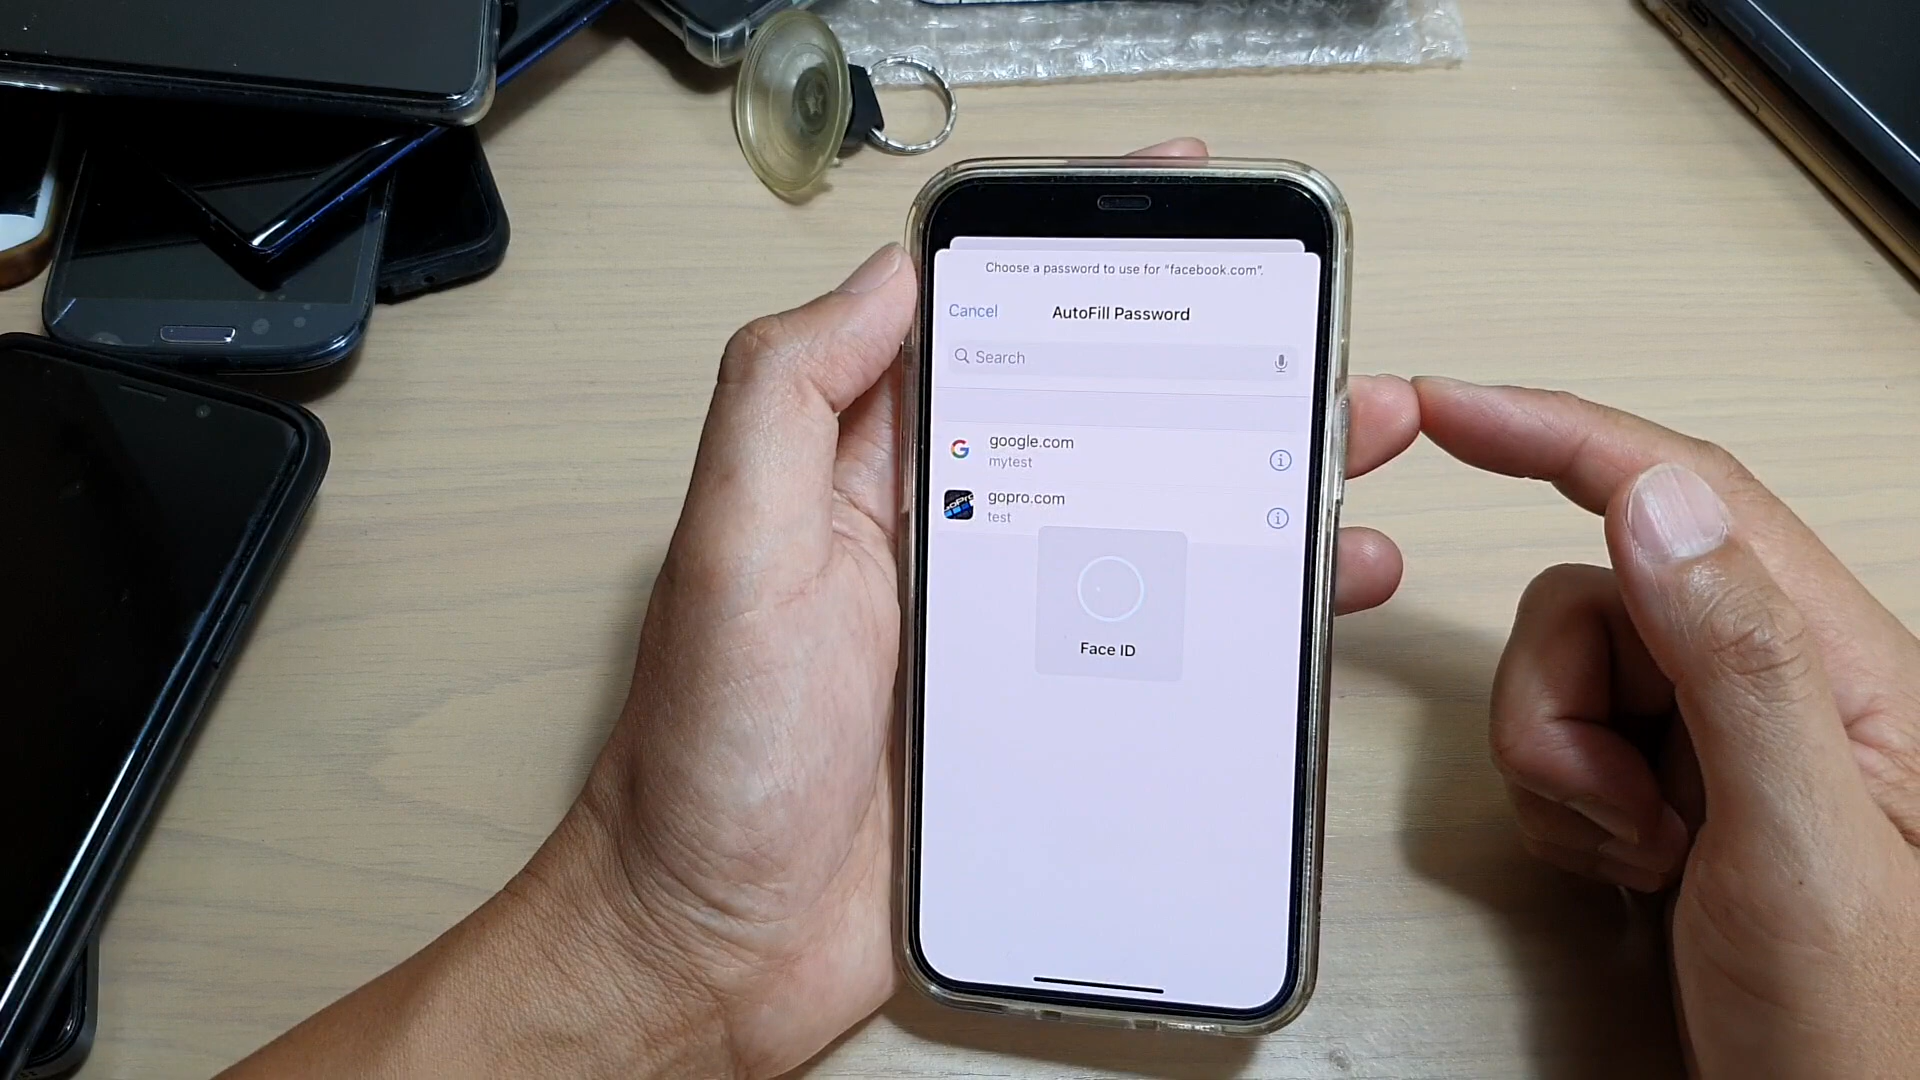 Choose a password to use for “facebook.com”.
Cancel
AutoFill Password
Search
google.com
mytest
gopro.com
test
Face ID